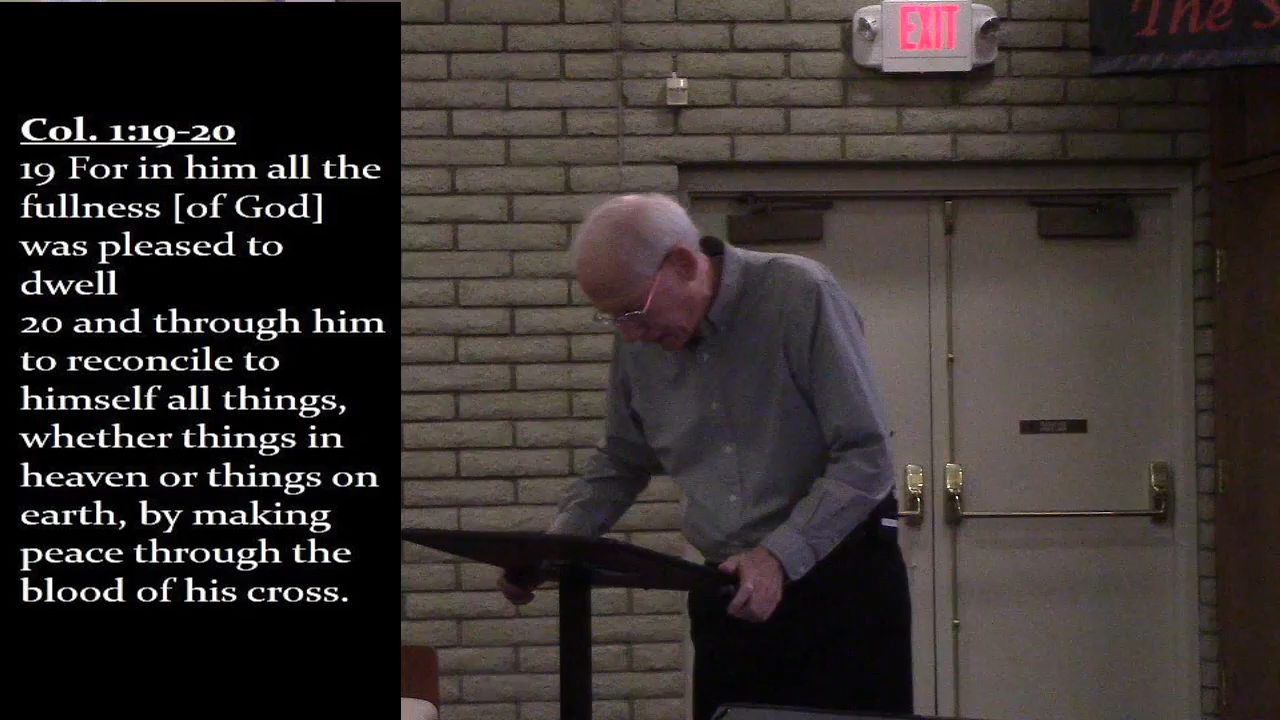 Col. 1:19-20
19 For in him all the
fullness [of God]
was pleased to
dwell
20 and through him
to reconcile to
himself all things,
whether things in
heaven or things on
earth, by making
peace through the
blood of his cross.
EXIT
The S